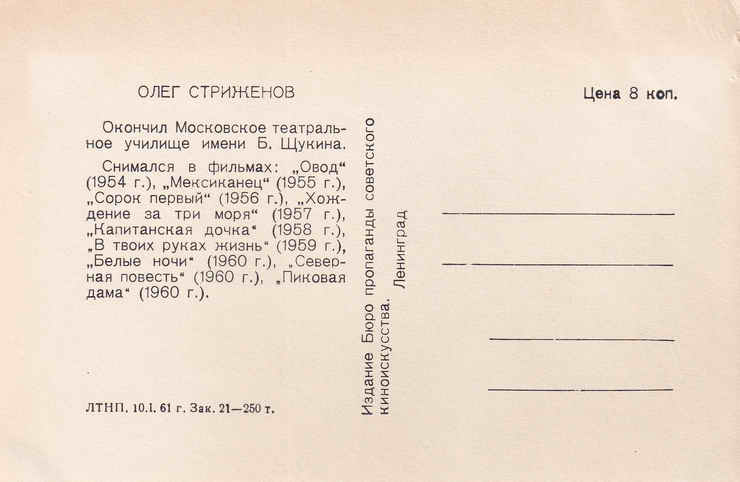 ОЛЕГ СТРИЖЕНОВ
Окончил Московское театраль-
ное училище имени Б. Щукина.
Снимался в фильмах: „Овод"
(1954 г.), „Мексиканец" (1955 г.),
„Сорок первый" (1956 г.), „Хож-
дение за три моря" (1957 г.),
„Капитанская дочка" (1958 г.),
„В твоих руках жизнь" (1959 г.),
„Белые ночи" (1960 г.), „Север-
ная повесть" (1960 г.), „Пиковая
дама" (1960 г.).
ЛТНП, 10.I. 61 г. Зак. 21—250 т.
Издание Бюро пропаганды советского
киноискусства.
Ленинград
Цена 8 коп.